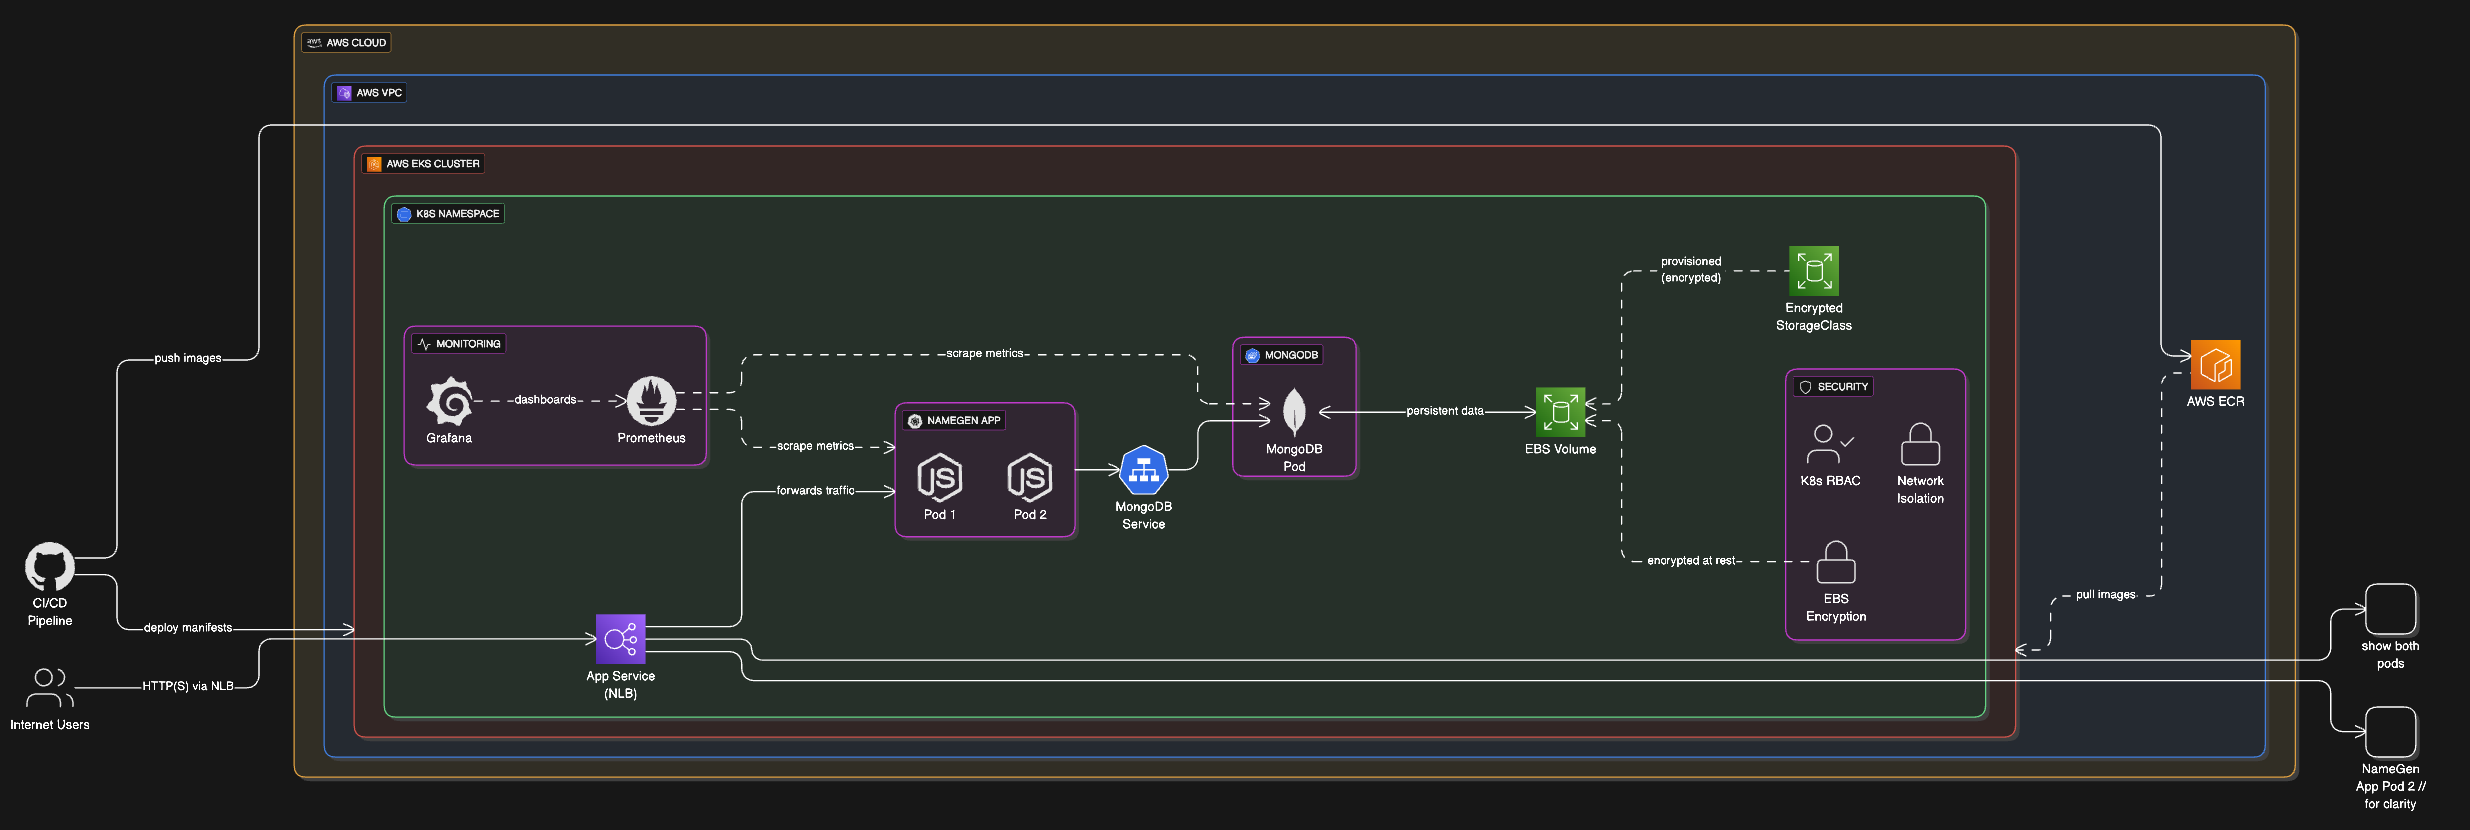 aws AWS CLOUD
AWS VPC
AWS EKS CLUSTER
K8S NAMESPACE
provisioned
(encrypted)
Encrypted
StorageClass
MONITORING
Grafana
dashboards
Prometheus
scrape metrics
scrape metrics
forwards traffic
NAMEGEN APP
JS
Pod 1
JS
Pod 2
MongoDB
Service
MONGODB
MongoDB
Pod
persistent data
EBS Volume
SECURITY
K8s RBAC
Network
Isolation
encrypted at rest
EBS
Encryption
AWS ECR
pull images
push images
CI/CD
Pipeline
deploy manifests
HTTP(S) via NLB
Internet Users
App Service
(NLB)
show both
pods
NameGen
App Pod 2 //
for clarity